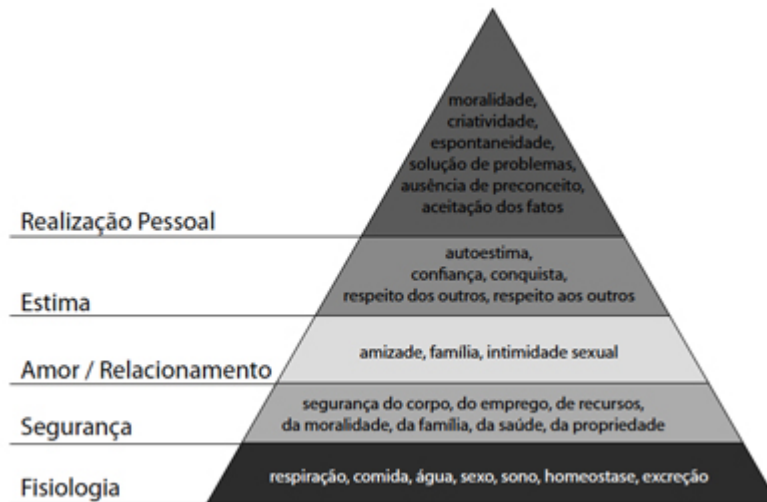 moralidade,
criatividade,
espontaneidade,
solução de problemas,
ausência de preconceito,
aceitação dos fatos
Realização Pessoal
autoestima,
confiança, conquista,
respeito dos outros, respeito aos outros
Estima
amizade, família, intimidade sexual
Amor / Relacionamento
segurança do corpo, do emprego, de recursos,
da moralidade, da família, da saúde, da propriedade
Segurança
respiração, comida, água, sexo, sono, homeostase, excreção
Fisiologia